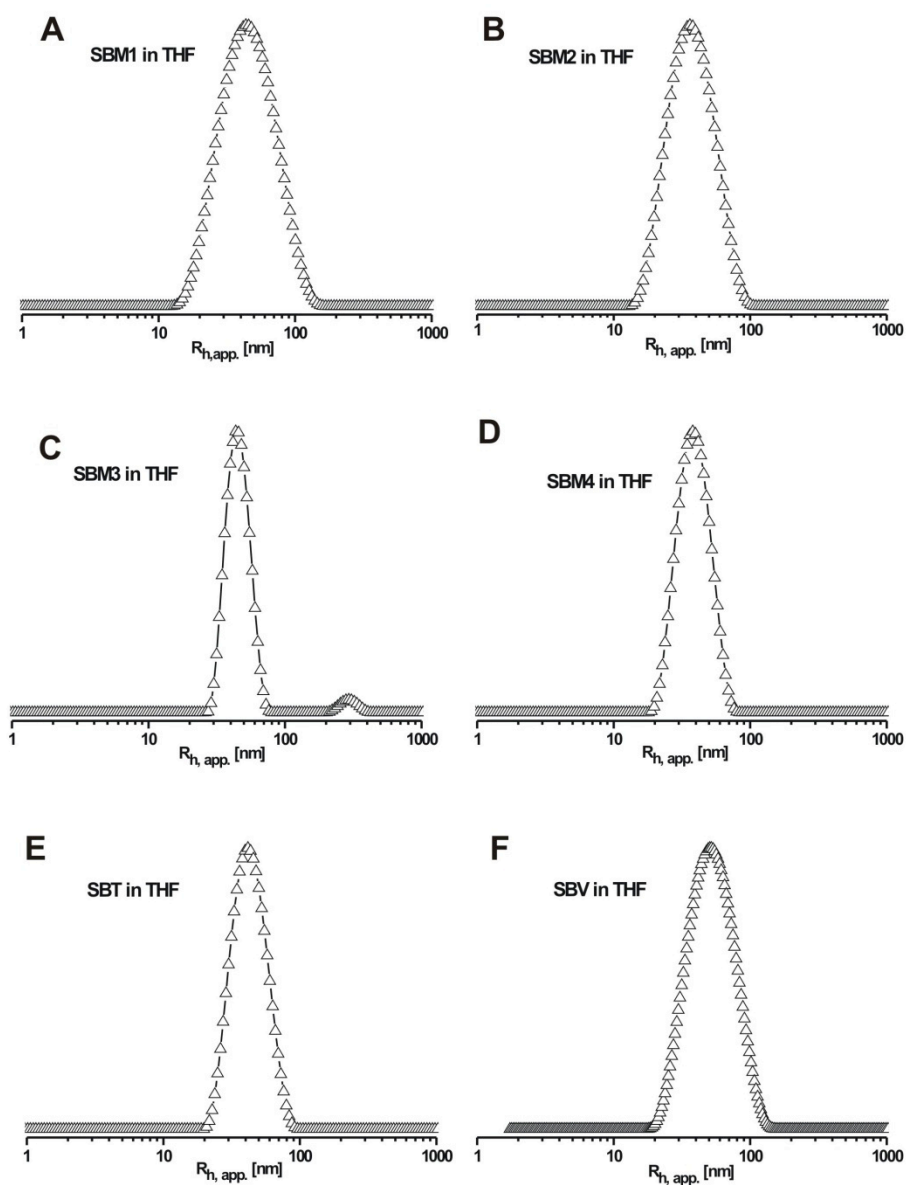 A
SBM1 in THF
1 10 100 1000
Rh,app. [nm]
B
SBM2 in THF
1 10 100 1000
Rh, app. [nm]
C
SBM3 in THF
1 10 100 1000
Rh, app. [nm]
D
SBM4 in THF
1 10 100 1000
Rh, app. [nm]
E
SBT in THF
1 10 100 1000
Rh, app. [nm]
F
SBV in THF
1 10 100 1000
Rh, app. [nm]